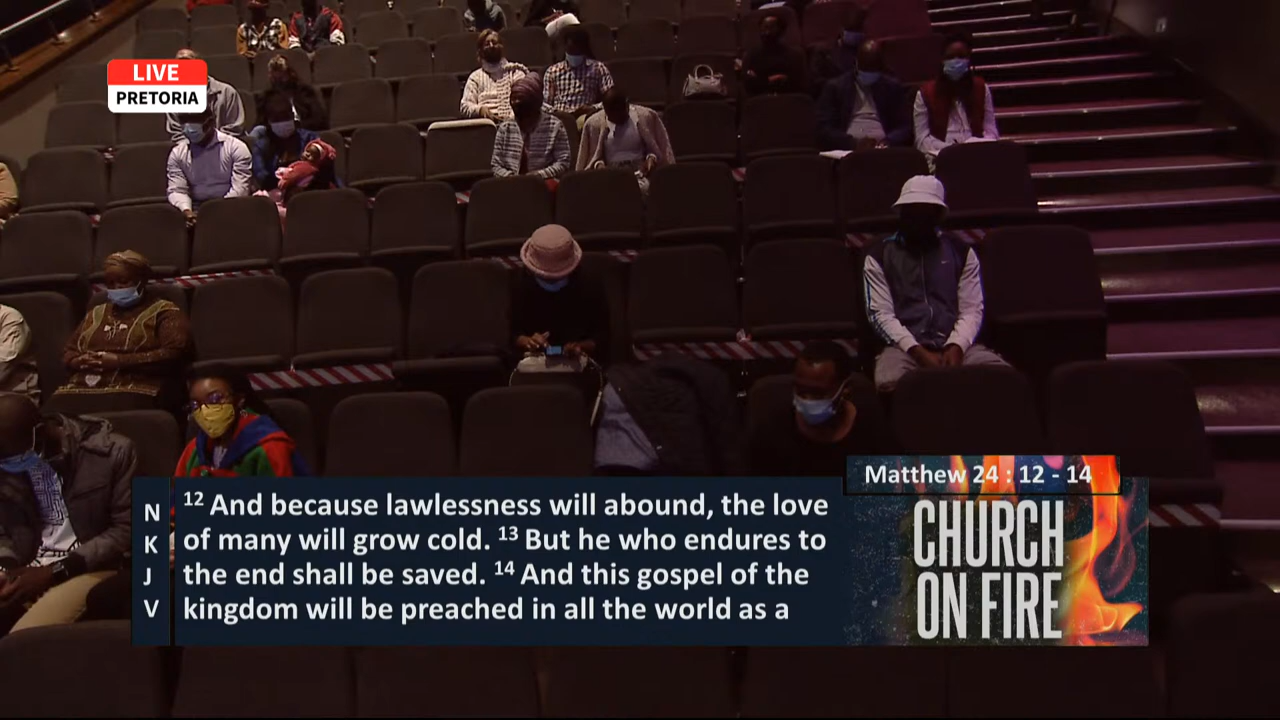 LIVE
PRETORIA
Matthew 24 : 12 - 14
N
K
J
V
12 And because lawlessness will abound, the love
of many will grow cold. 13 But he who endures to
the end shall be saved. 14 And this gospel of the
kingdom will be preached in all the world as a
CHURCH
ON FIRE